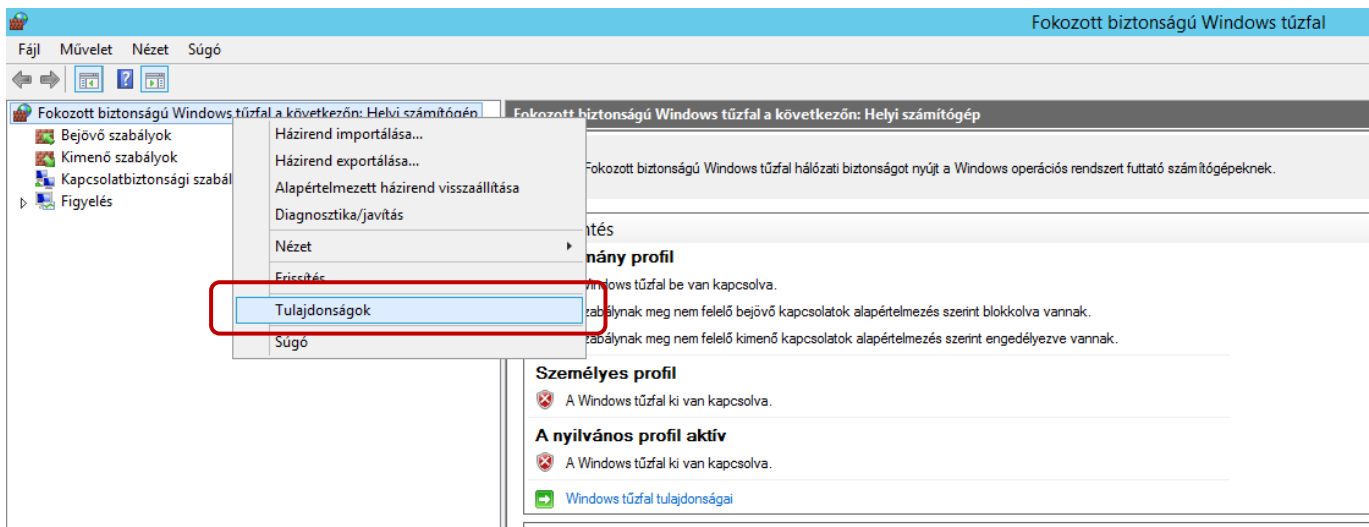 Fokozott biztonságú Windows tűzfal
Fájl Művelet Nézet Súgó
Fokozott biztonságú Windows tűzfal a következőn: Helyi számítógép
Bejövő szabályok
Kimenő szabályok
Kapcsolatbiztonsági szabál
Figyelés
Házirend importálása...
Házirend exportálása...
Alapértelmezett házirend visszaállítása
Diagnosztika/javítás
Nézet
Frissítés
Tulajdonságok
Súgó
Fokozott biztonságú Windows tűzfal a következőn: Helyi számítógép
Fokozott biztonságú Windows tűzfal hálózati biztonságot nyújt a Windows operációs rendszert futtató számítógépeknek.
ntés
mány profil
Windows tűzfal be van kapcsolva.
zabálynak meg nem felelő bejövő kapcsolatok alapértelmezés szerint blokkolva vannak.
zabálynak meg nem felelő kimenő kapcsolatok alapértelmezés szerint engedélyezve vannak.
Személyes profil
A Windows tűzfal ki van kapcsolva.
A nyilvános profil aktív
A Windows tűzfal ki van kapcsolva.
Windows tűzfal tulajdonságai